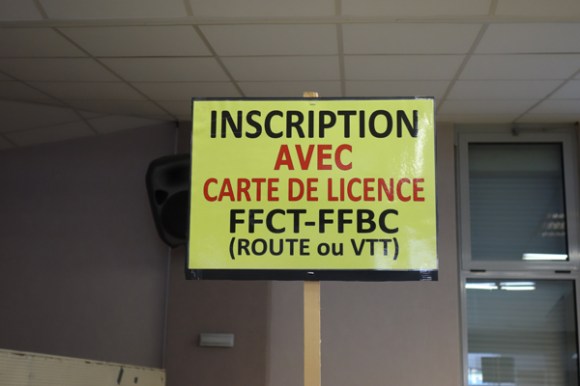 INSCRIPTION
AVEC
CARTE DE LICENCE
FFCT-FFBC
(ROUTE ou VTT)